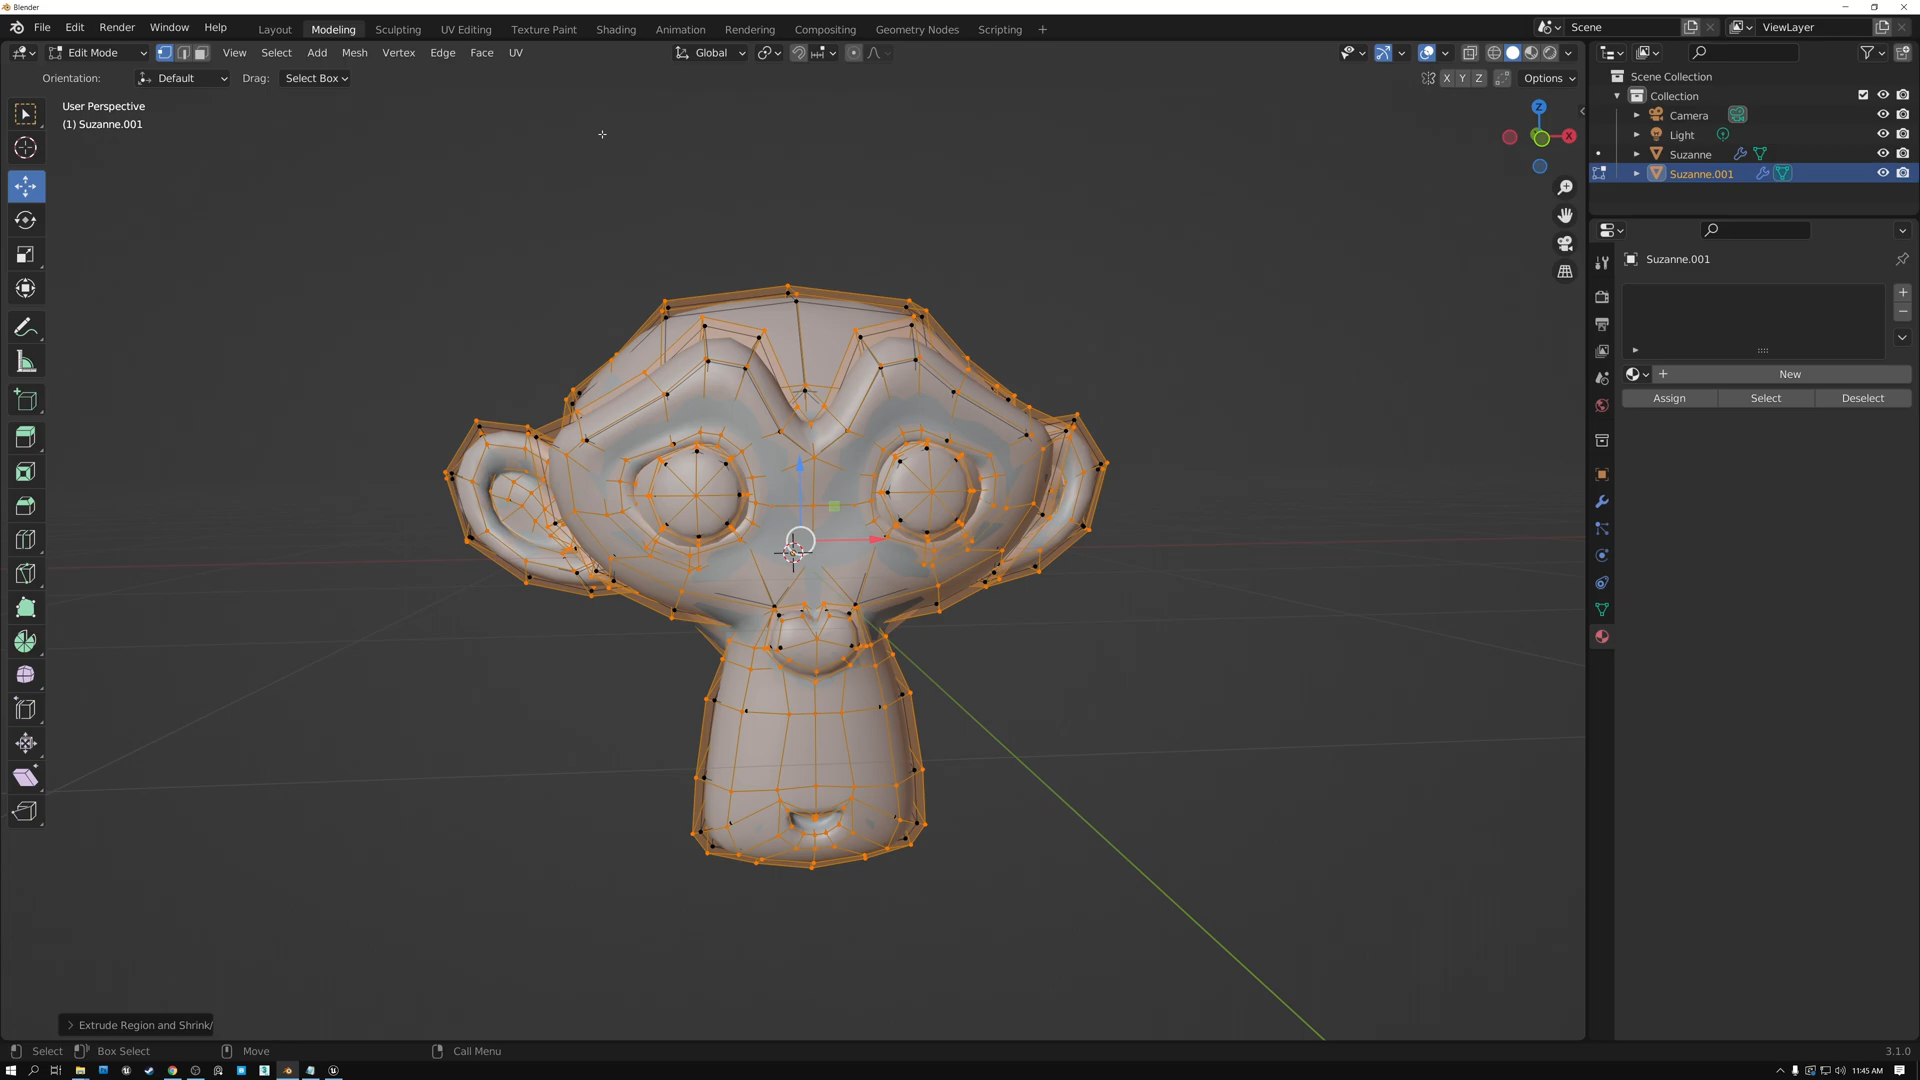 Blender
File Edit Render Window Help Layout Modeling Sculpting UV Editing Texture Paint Shading Animation Rendering Compositing Geometry Nodes Scripting + Scene ViewLayer
Edit Mode View Select Add Mesh Vertex Edge Face UV Global
Orientation: Default Drag: Select Box X Y Z Options
Scene Collection
Collection
Camera
Light
Suzanne
Suzanne.001
User Perspective
(1) Suzanne.001
Z
X
Suzanne.001
New
Assign Select Deselect
Extrude Region and Shrink/
Select Box Select Move Call Menu 3.1.0
11:45 AM